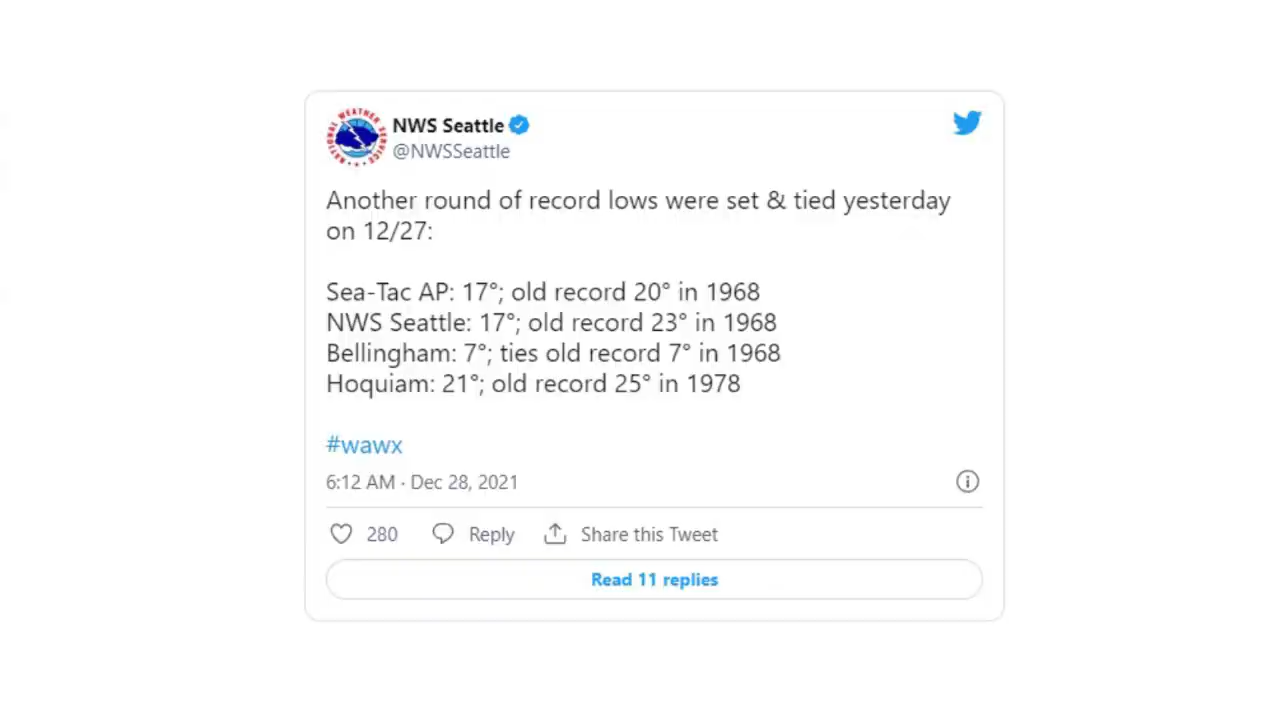 NWS Seattle
@NWSSeattle
Another round of record lows were set & tied yesterday
on 12/27:
Sea-Tac AP: 17°; old record 20° in 1968
NWS Seattle: 17°; old record 23° in 1968
Bellingham: 7°; ties old record 7° in 1968
Hoquiam: 21°; old record 25° in 1978
#wawx
6:12 AM · Dec 28, 2021
280 Reply Share this Tweet
Read 11 replies
NATIONAL WEATHER SERVICE